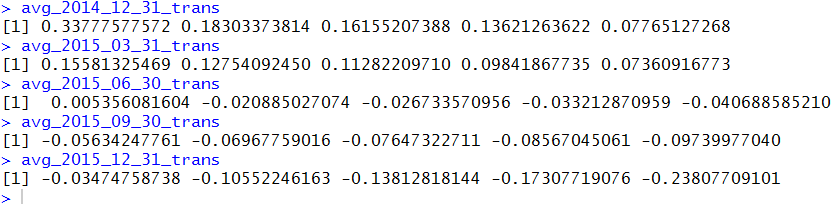 > avg_2014_12_31_trans
[1] 0.33777577572 0.18303373814 0.16155207388 0.13621263622 0.07765127268
> avg_2015_03_31_trans
[1] 0.15581325469 0.12754092450 0.11282209710 0.09841867735 0.07360916773
> avg_2015_06_30_trans
[1]  0.005356081604 -0.020885027074 -0.026733570956 -0.033212870959 -0.040688585210
> avg_2015_09_30_trans
[1] -0.05634247761 -0.06967759016 -0.07647322711 -0.08567045061 -0.09739977040
> avg_2015_12_31_trans
[1] -0.03474758738 -0.10552246163 -0.13812818144 -0.17307719076 -0.23807709101
>